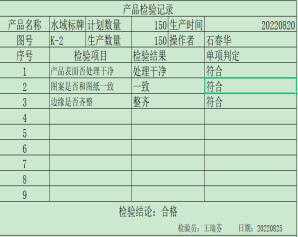 产品检验记录
产品名称 水域标牌 计划数量 150 生产时间 20220820
图号 K-2 生产数量 150 操作者 石春华
序号 检验项目 检验结果 单项判定
1 产品表面否处理干净 处理干净 符合
2 图案是否和图纸一致 一致 符合
3 边缘是否齐整 整齐 符合
4
5
6
7
8
9
检验结论：合格
检验员：王瑞芬 日期：20220825